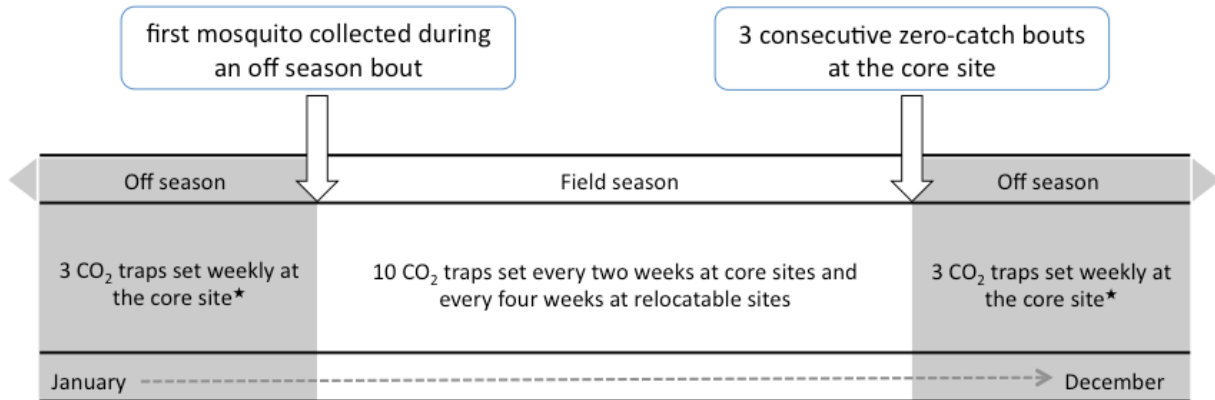 first mosquito collected during
an off season bout
3 consecutive zero-catch bouts
at the core site
Off season
Field season
Off season
3 CO₂ traps set weekly at
the core site★
10 CO₂ traps set every two weeks at core sites and
every four weeks at relocatable sites
3 CO₂ traps set weekly at
the core site★
January
December